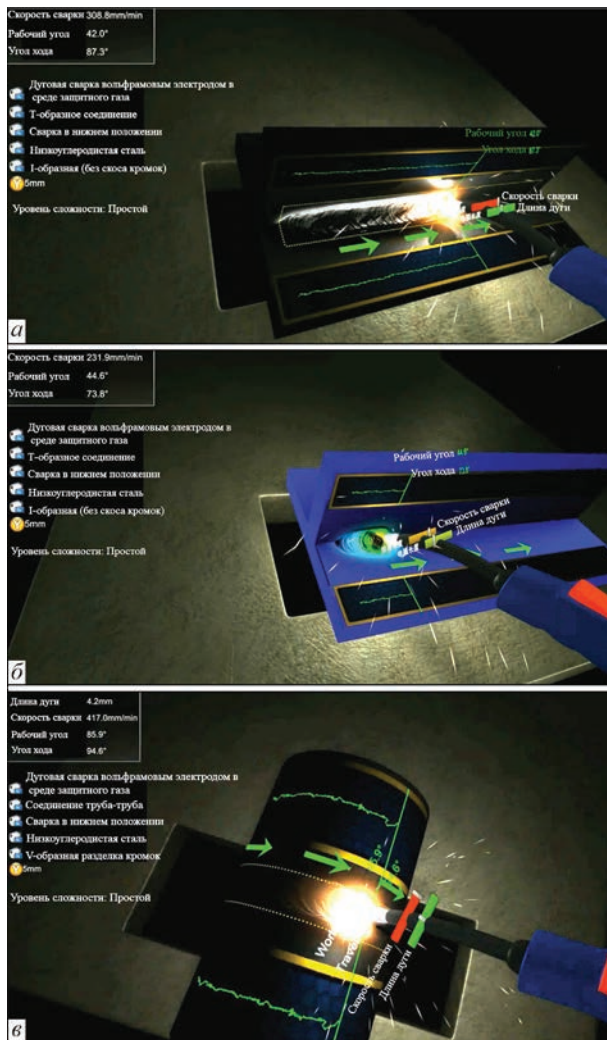 Скорость сварки 308.8mm/min
Рабочий угол 42.0°
Угол хода 87.3°
Дуговая сварка вольфрамовым электродом в
среде защитного газа
Т-образное соединение
Сварка в нижнем положении
Низкоуглеродистая сталь
I-образная (без скоса кромок)
5mm
Уровень сложности: Простой
Рабочий угол
Угол хода
Скорость сварки
Длина дуги
а
Скорость сварки 231.9mm/min
Рабочий угол 44.6°
Угол хода 73.8°
Дуговая сварка вольфрамовым электродом в
среде защитного газа
Т-образное соединение
Сварка в нижнем положении
Низкоуглеродистая сталь
I-образная (без скоса кромок)
5mm
Уровень сложности: Простой
Рабочий угол
Угол хода
Скорость сварки
Длина дуги
б
Длина дуги 4.2mm
Скорость сварки 417.0mm/min
Рабочий угол 85.9°
Угол хода 94.6°
Дуговая сварка вольфрамовым электродом в
среде защитного газа
Соединение труба-труба
Сварка в нижнем положении
Низкоуглеродистая сталь
V-образная разделка кромок
5mm
Уровень сложности: Простой
Скорость сварки
Длина дуги
в